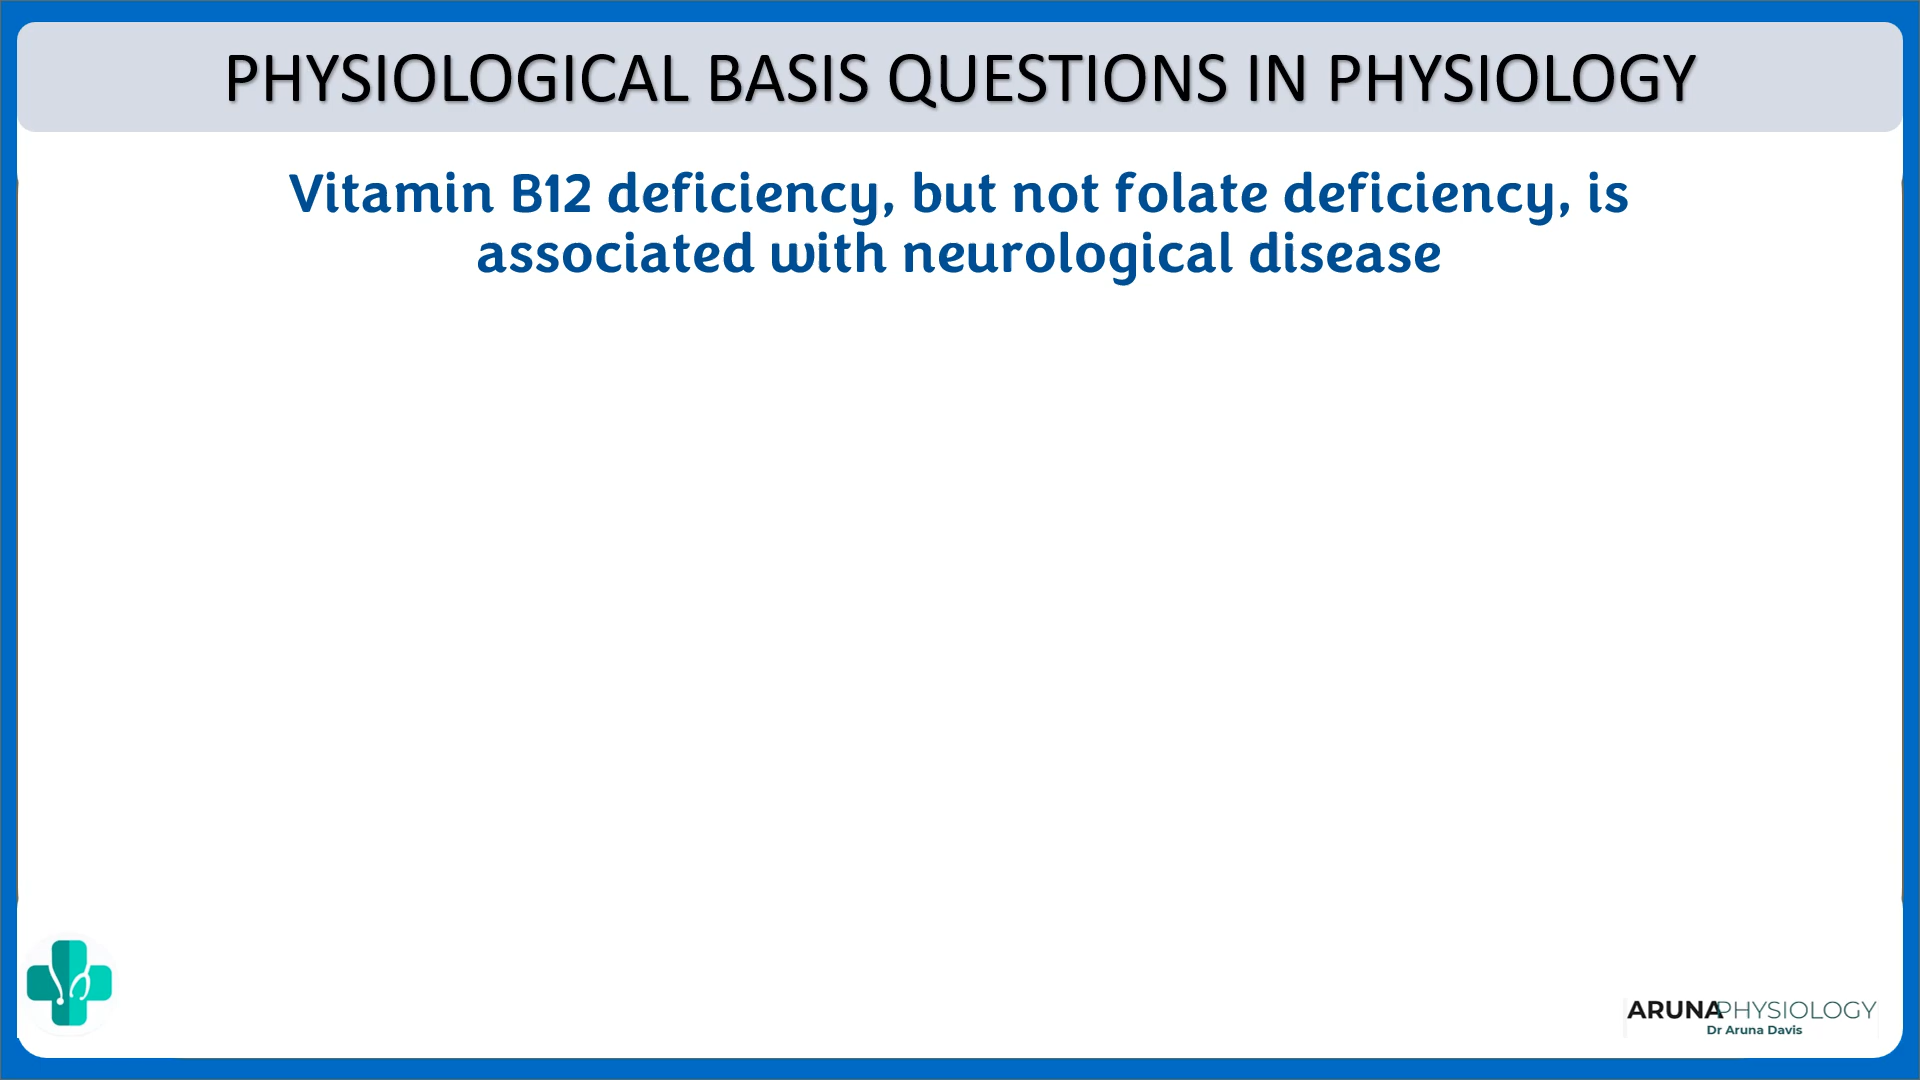 PHYSIOLOGICAL BASIS QUESTIONS IN PHYSIOLOGY
Vitamin B12 deficiency, but not folate deficiency, is
associated with neurological disease
ARUNAPHYSIOLOGY
Dr Aruna Davis